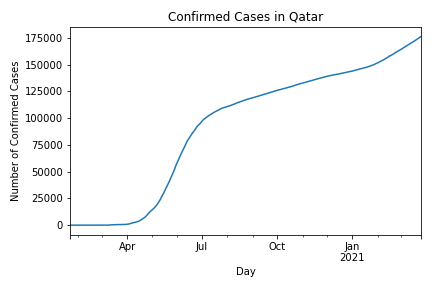 Confirmed Cases in Qatar
Number of Confirmed Cases
175000
150000
125000
100000
75000
50000
25000
0
Apr
Jul
Oct
Jan
2021
Day